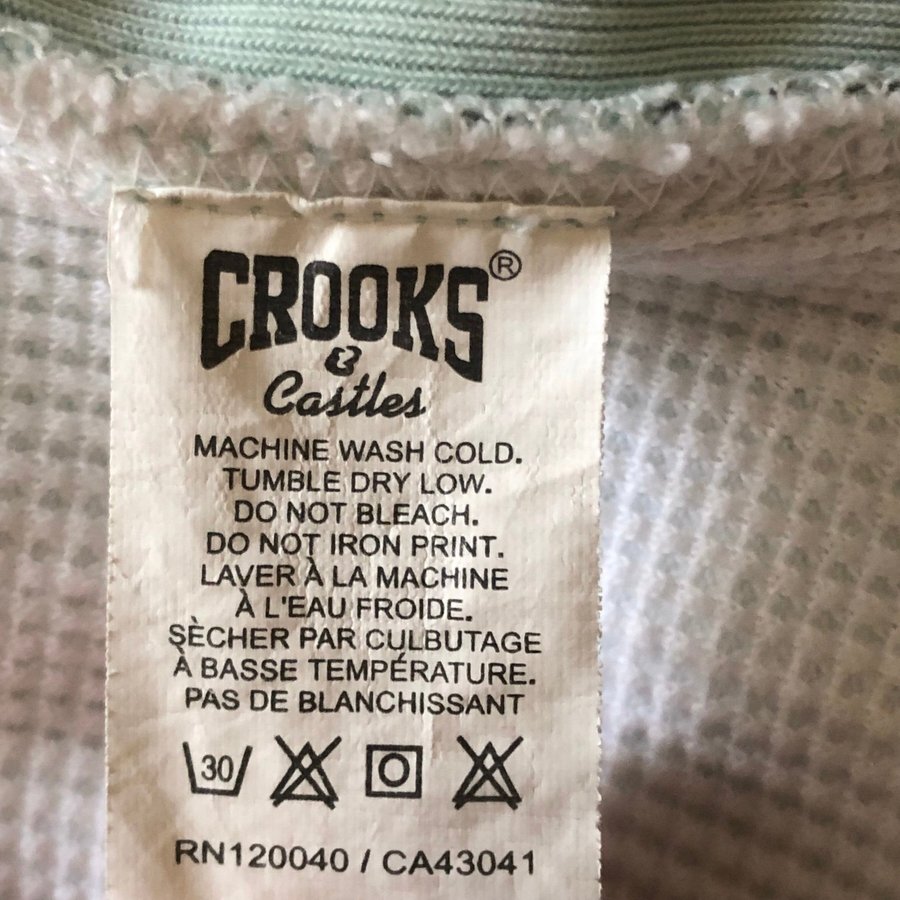 CROOKS®
&
Castles
MACHINE WASH COLD.
TUMBLE DRY LOW.
DO NOT BLEACH.
DO NOT IRON PRINT.
LAVER À LA MACHINE
À L'EAU FROIDE.
SÈCHER PAR CULBUTAGE
À BASSE TEMPÉRATURE.
PAS DE BLANCHISSANT
30
RN120040 / CA43041